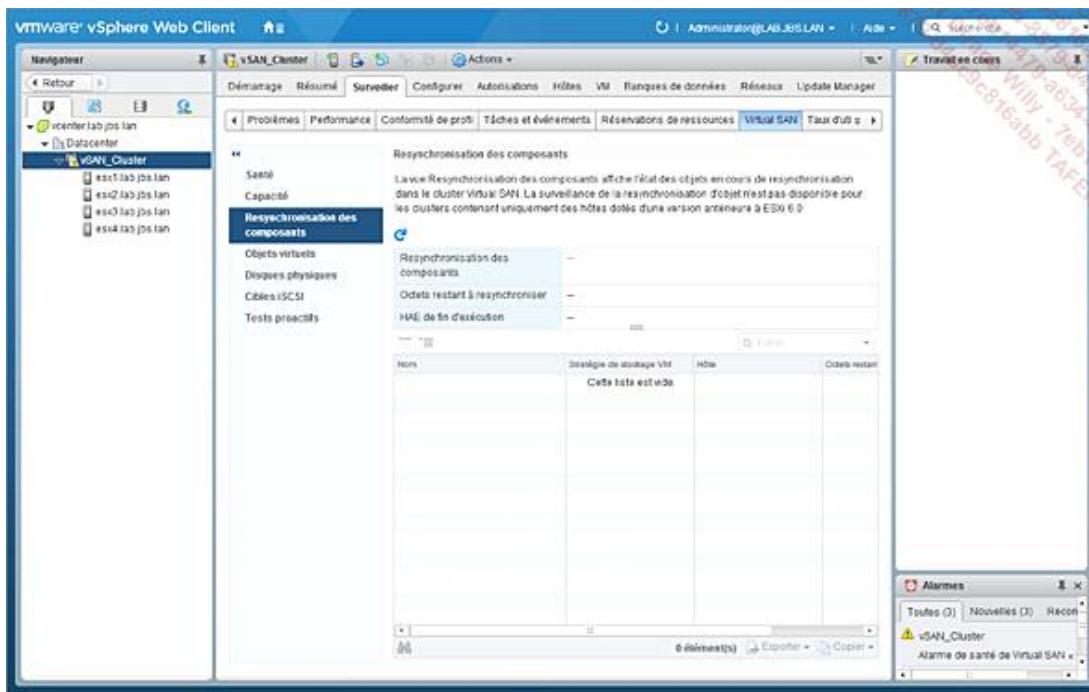 vmware® vSphere Web Client
Administrator@LAB.JBS.LAN
Aide
Navigateur
Retour
vcenter.lab.jbs.lan
Datacenter
vSAN_Cluster
esx1.lab.jbs.lan
esx2.lab.jbs.lan
esx3.lab.jbs.lan
esx4.lab.jbs.lan
vSAN_Cluster
Actions
Démarrage Résumé Surveiller Configurer Autorisations Hôtes VM Banques de données Réseaux Update Manager
Problèmes Performance Conformité de profi Tâches et événements Réservations de ressources Virtual SAN Taux d'uti
Santé
Capacité
Resynchronisation des
composants
Objets virtuels
Disques physiques
Cibles iSCSI
Tests proactifs
Resynchronisation des composants
La vue Resynchronisation des composants affiche l'état des objets en cours de resynchronisation
dans le cluster Virtual SAN. La surveillance de la resynchronisation d'objet n'est pas disponible pour
les clusters contenant uniquement des hôtes dotés d'une version antérieure à ESXi 6.0
Resynchronisation des
composants
--
Octets restant à resynchroniser
--
HAE de fin d'exécution
--
Nom Stratégie de stockage VM Hôte Octets restant
Cette liste est vide.
0 élément(s) Exporter Copier
Travail en cours
Alarmes
Toutes (3) Nouvelles (3) Recon
vSAN_Cluster
Alarme de santé de Virtual SAN «